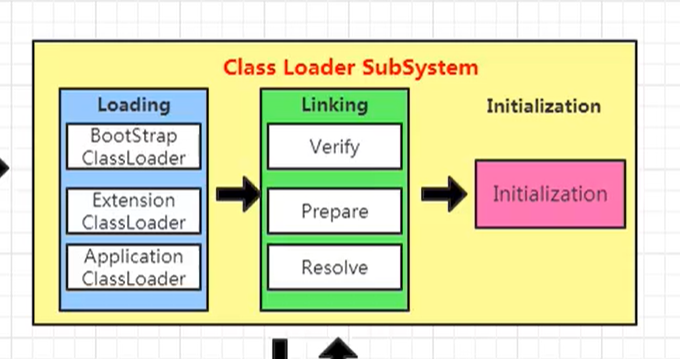 Class Loader SubSystem
Loading
BootStrap
ClassLoader
Extension
ClassLoader
Application
ClassLoader
Linking
Verify
Prepare
Resolve
Initialization
Initialization